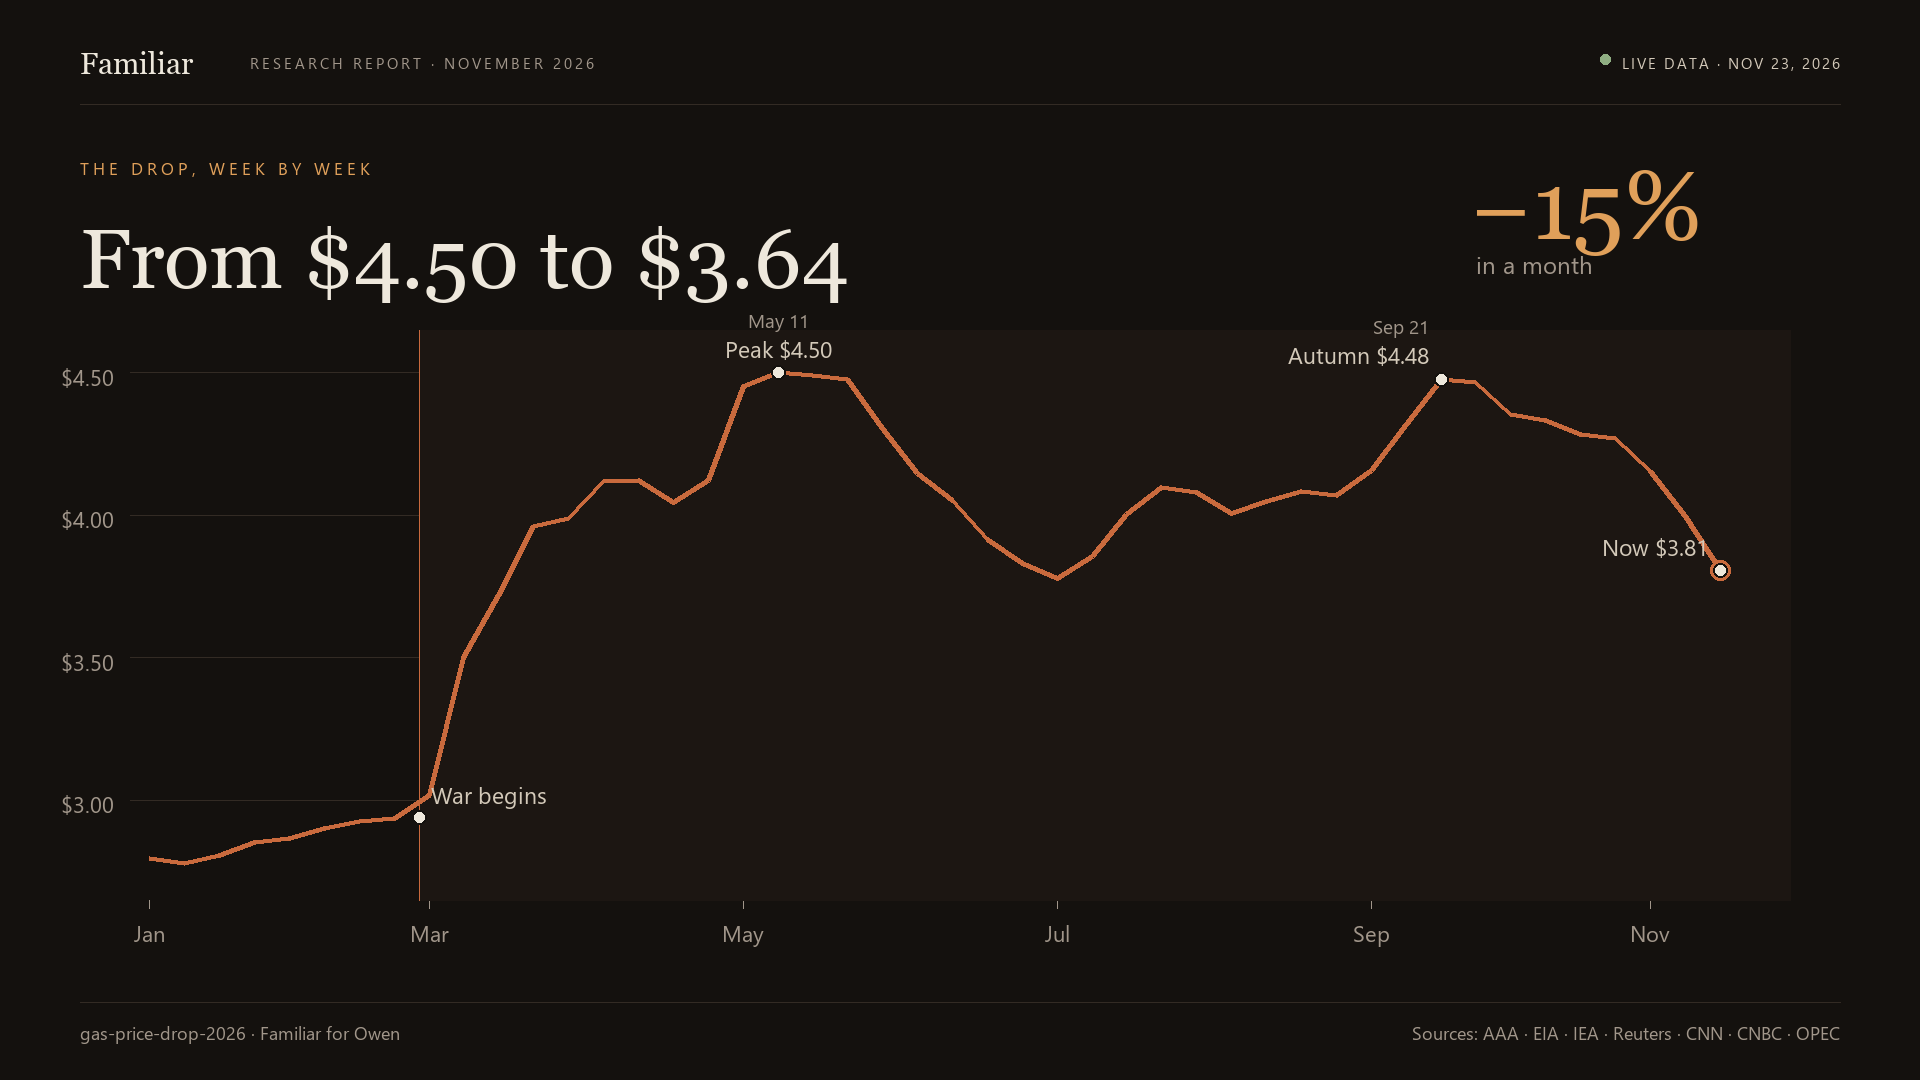 Familiar
RESEARCH REPORT · NOVEMBER 2026
LIVE DATA · NOV 23, 2026
THE DROP, WEEK BY WEEK
From $4.50 to $3.64
−15%
in a month
May 11
Peak $4.50
Sep 21
Autumn $4.48
Now $3.81
War begins
$4.50
$4.00
$3.50
$3.00
Jan
Mar
May
Jul
Sep
Nov
gas-price-drop-2026 · Familiar for Owen
Sources: AAA · EIA · IEA · Reuters · CNN · CNBC · OPEC